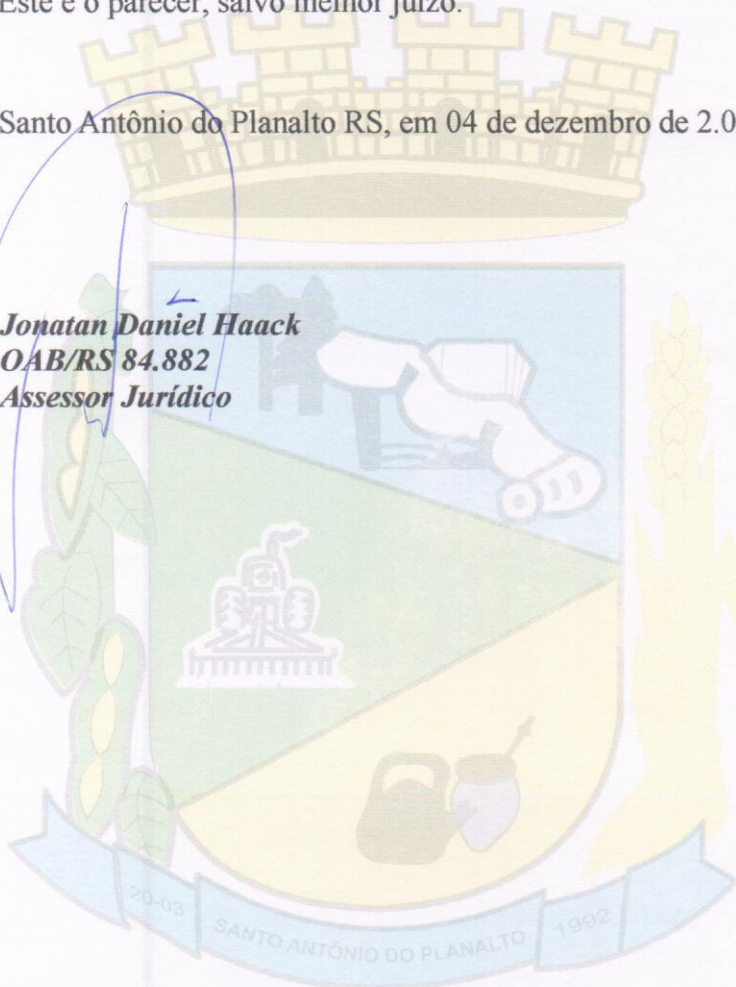 Este é o parecer, salvo melhor juízo.
Santo Antônio do Planalto RS, em 04 de dezembro de 2.0
Jonatan Daniel Haack
OAB/RS 84.882
Assessor Jurídico
20-03
SANTO ANTÔNIO DO PLANALTO
1992